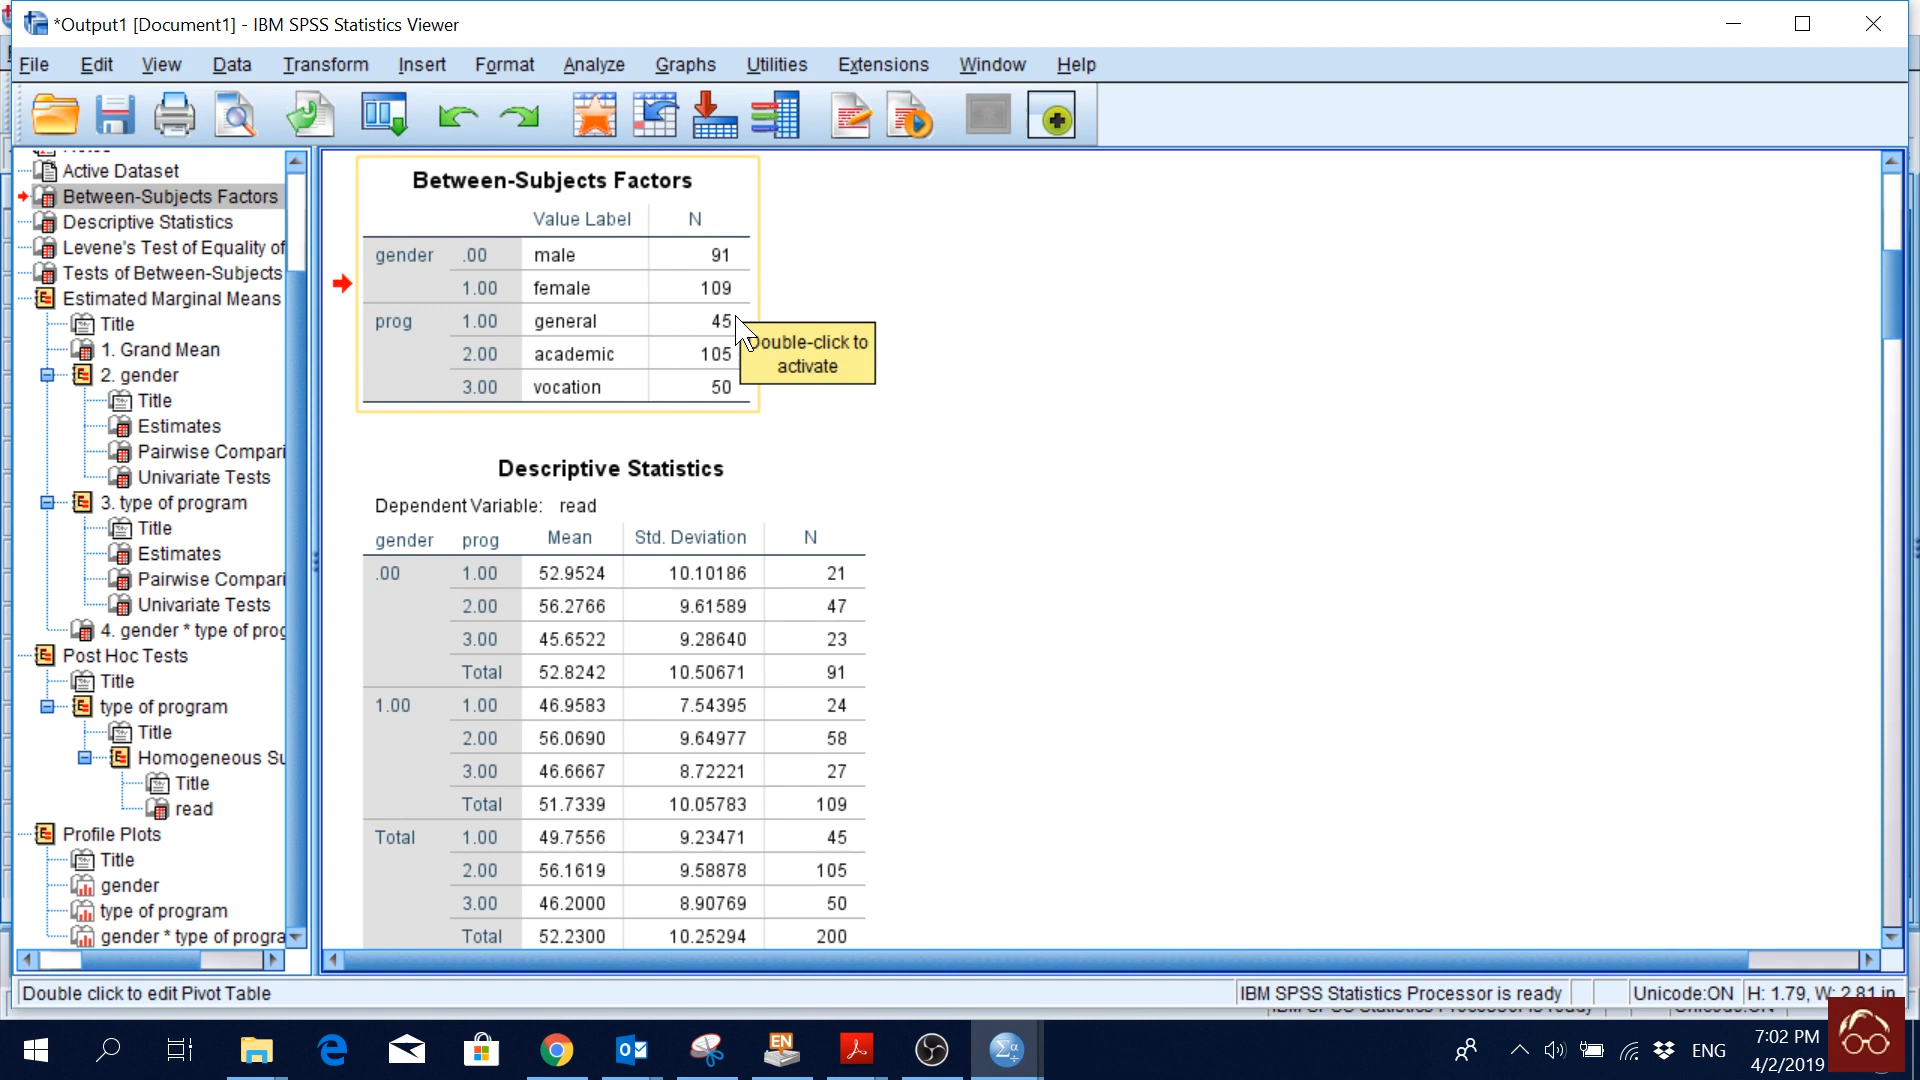 *Output1 [Document1] - IBM SPSS Statistics Viewer
File Edit View Data Transform Insert Format Analyze Graphs Utilities Extensions Window Help
Active Dataset
Between-Subjects Factors
Descriptive Statistics
Levene's Test of Equality of
Tests of Between-Subjects
Estimated Marginal Means
Title
1. Grand Mean
2. gender
Title
Estimates
Pairwise Compari
Univariate Tests
3. type of program
Title
Estimates
Pairwise Compari
Univariate Tests
4. gender * type of prog
Post Hoc Tests
Title
type of program
Title
Homogeneous Su
Title
read
Profile Plots
Title
gender
type of program
gender * type of progra
Between-Subjects Factors
Value Label N
gender .00 male 91
1.00 female 109
prog 1.00 general 45
2.00 academic 105
3.00 vocation 50
Double-click to
activate
Descriptive Statistics
Dependent Variable: read
gender prog Mean Std. Deviation N
.00 1.00 52.9524 10.10186 21
2.00 56.2766 9.61589 47
3.00 45.6522 9.28640 23
Total 52.8242 10.50671 91
1.00 1.00 46.9583 7.54395 24
2.00 56.0690 9.64977 58
3.00 46.6667 8.72221 27
Total 51.7339 10.05783 109
Total 1.00 49.7556 9.23471 45
2.00 56.1619 9.58878 105
3.00 46.2000 8.90769 50
Total 52.2300 10.25294 200
Double click to edit Pivot Table
IBM SPSS Statistics Processor is ready Unicode:ON H: 1.79, W: 2.81 in
EN
ENG
7:02 PM
4/2/2019